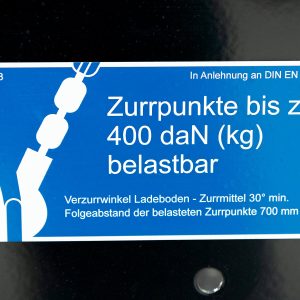 3
In Anlehnung an DIN EN
Zurrpunkte bis z
400 daN (kg)
belastbar
Verzurrwinkel Ladeboden - Zurrmittel 30° min.
Folgeabstand der belasteten Zurrpunkte 700 mm